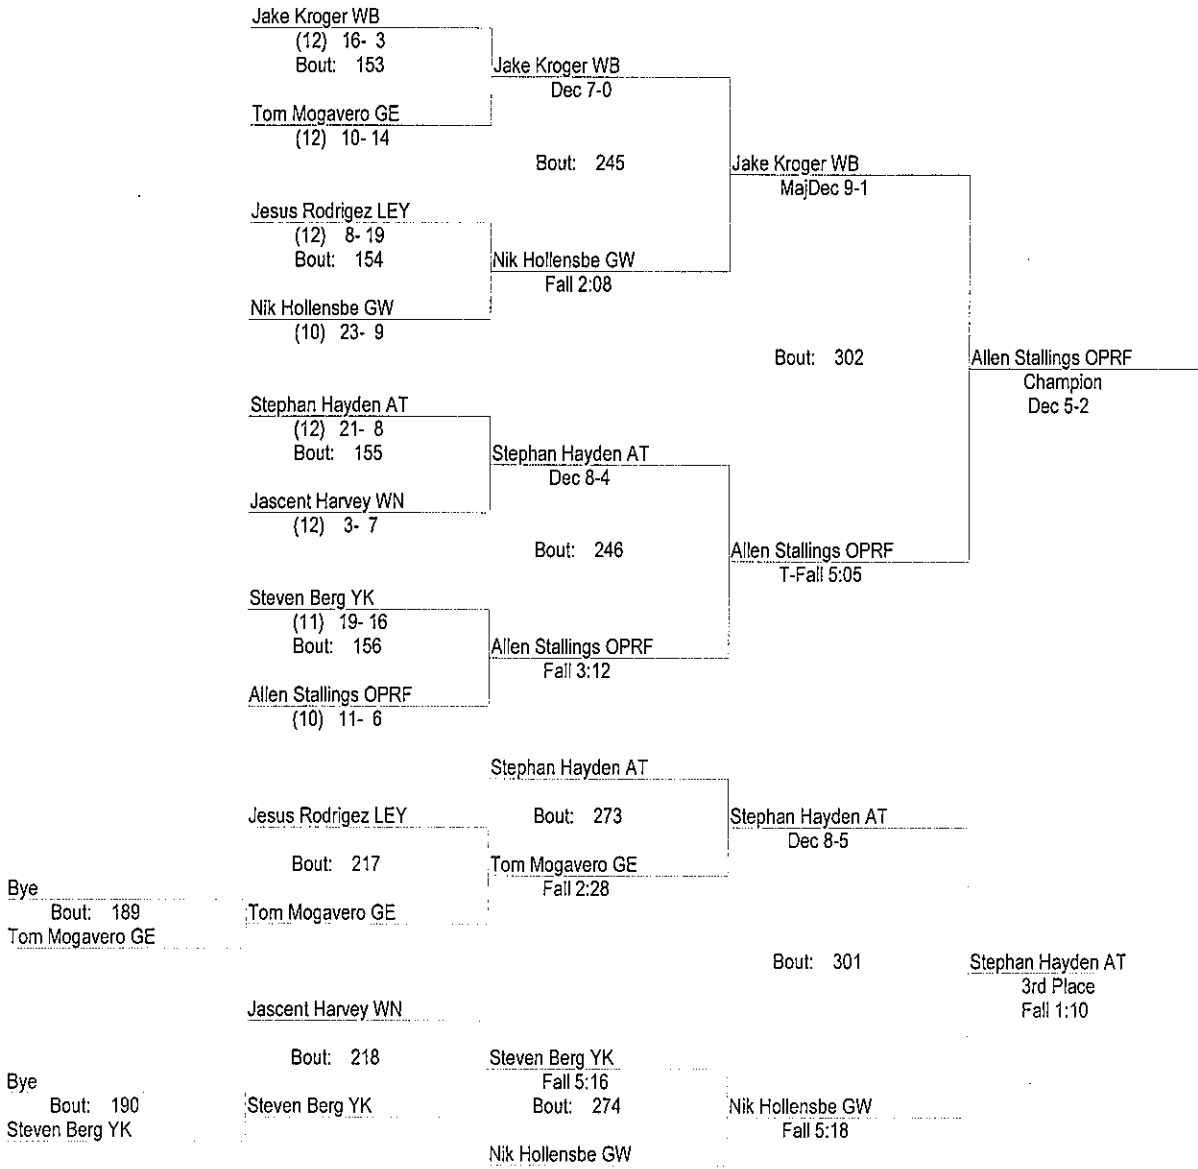 Jake Kroger WB
(12) 16- 3
Bout: 153
Jake Kroger WB
Dec 7-0
Tom Mogavero GE
(12) 10- 14
Bout: 245
Jake Kroger WB
MajDec 9-1
Jesus Rodrigez LEY
(12) 8- 19
Bout: 154
Nik Hollensbe GW
Fall 2:08
Nik Hollensbe GW
(10) 23- 9
Bout: 302
Allen Stallings OPRF
Champion
Dec 5-2
Stephan Hayden AT
(12) 21- 8
Bout: 155
Stephan Hayden AT
Dec 8-4
Jascent Harvey WN
(12) 3- 7
Bout: 246
Allen Stallings OPRF
T-Fall 5:05
Steven Berg YK
(11) 19- 16
Bout: 156
Allen Stallings OPRF
Fall 3:12
Allen Stallings OPRF
(10) 11- 6
Stephan Hayden AT
Jesus Rodrigez LEY
Bout: 273
Stephan Hayden AT
Dec 8-5
Bout: 217
Tom Mogavero GE
Fall 2:28
Bye
Bout: 189
Tom Mogavero GE
Tom Mogavero GE
Bout: 301
Stephan Hayden AT
3rd Place
Fall 1:10
Jascent Harvey WN
Bout: 218
Steven Berg YK
Fall 5:16
Bye
Bout: 190
Steven Berg YK
Steven Berg YK
Bout: 274
Nik Hollensbe GW
Fall 5:18
Nik Hollensbe GW